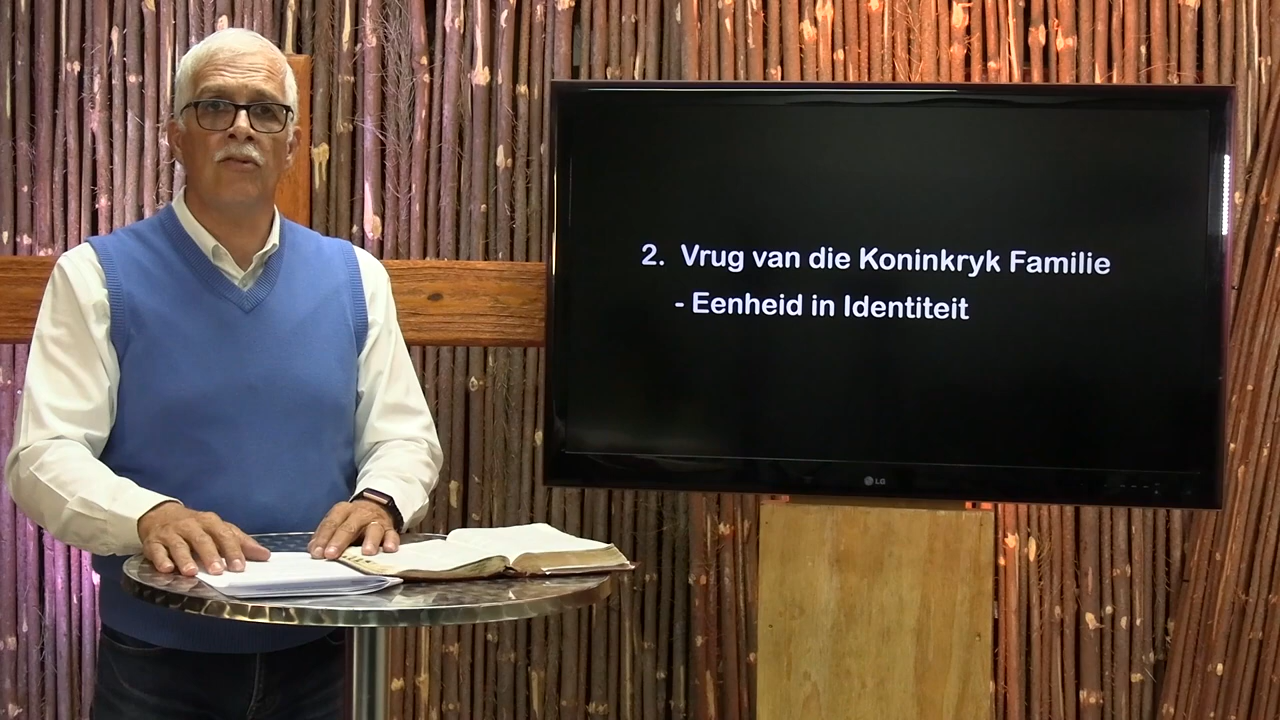 2. Vrug van die Koninkryk Familie
- Eenheid in Identiteit
LG